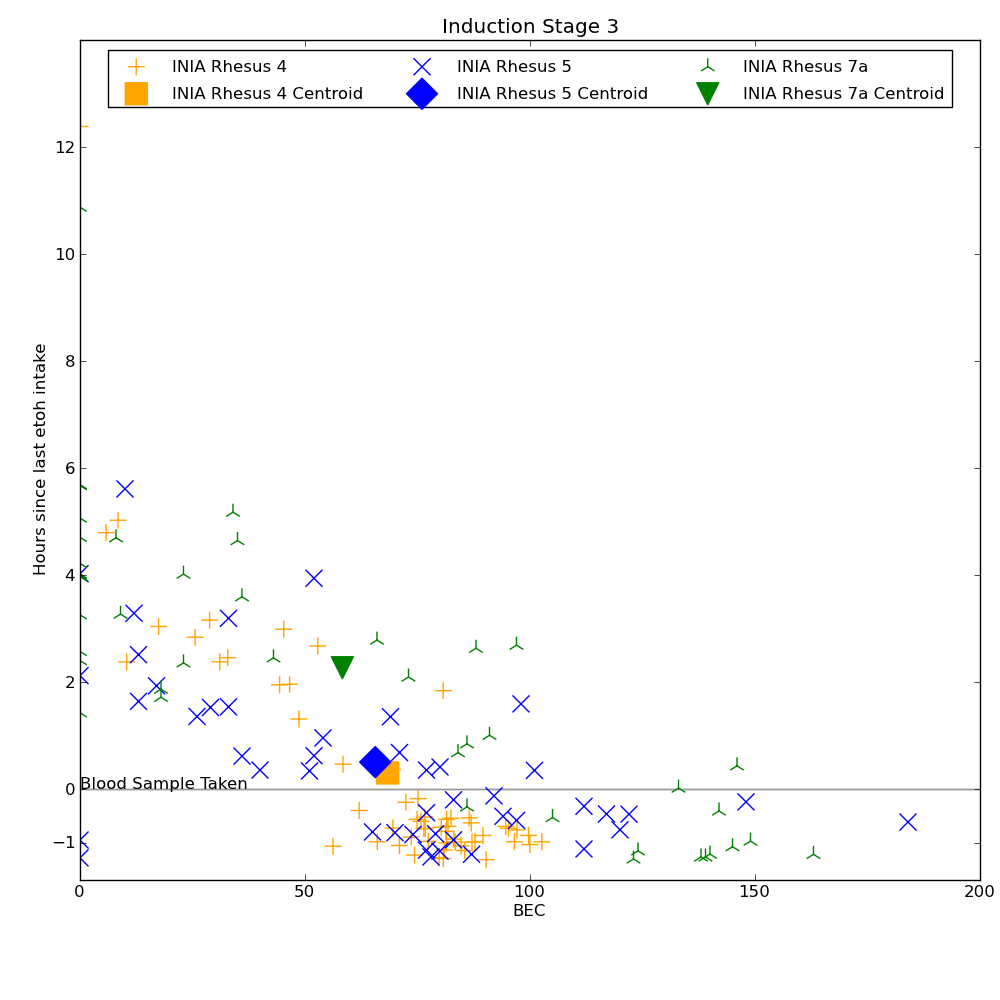 Induction Stage 3
INIA Rhesus 4 INIA Rhesus 5 INIA Rhesus 7a
INIA Rhesus 4 Centroid INIA Rhesus 5 Centroid INIA Rhesus 7a Centroid
12
10
8
6
4
2
0
−1
Hours since last etoh intake
Blood Sample Taken
0 50 100 150 200
BEC